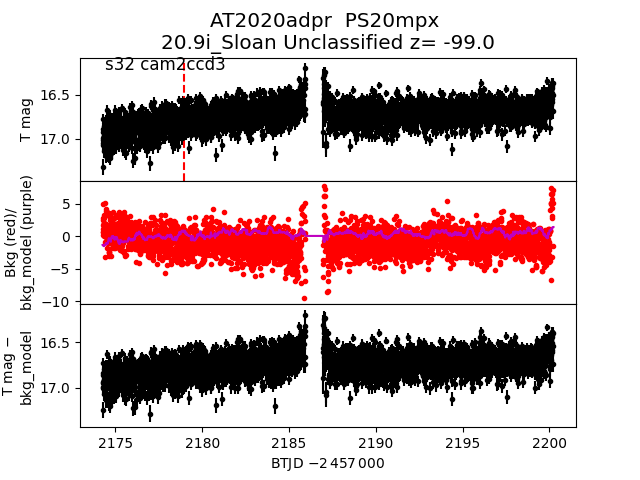 AT2020adpr  PS20mpx
20.9i_Sloan Unclassified z= -99.0
s32 cam2ccd3
T mag
16.5
17.0
Bkg (red)/
bkg_model (purple)
5
0
−5
−10
T mag −
bkg_model
16.5
17.0
2175
2180
2185
2190
2195
2200
BTJD −2 457 000